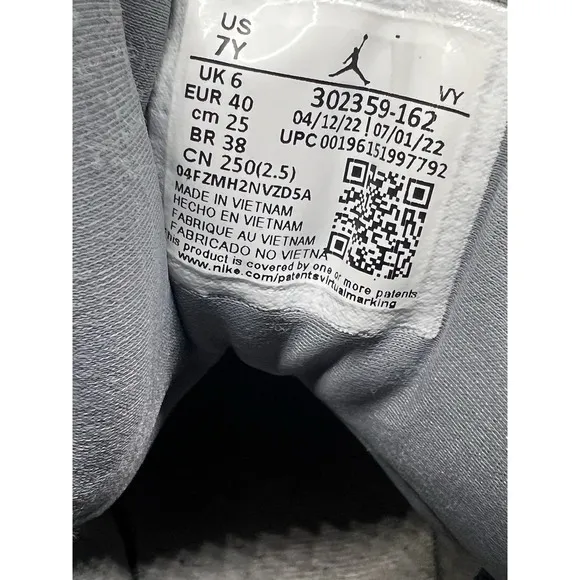 US
7Y
VY
UK 6
EUR 40
cm 25
BR 38
CN 250(2.5)
302359-162
04/12/22 | 07/01/22
UPC 00196151997792
04FZMH2NVZD5A
MADE IN VIETNAM
HECHO EN VIETNAM
FABRIQUE AU VIETNAM
FABRICADO NO VIETNA
this product is covered by one or more patents
www.nike.com/patentsvirtualmarking